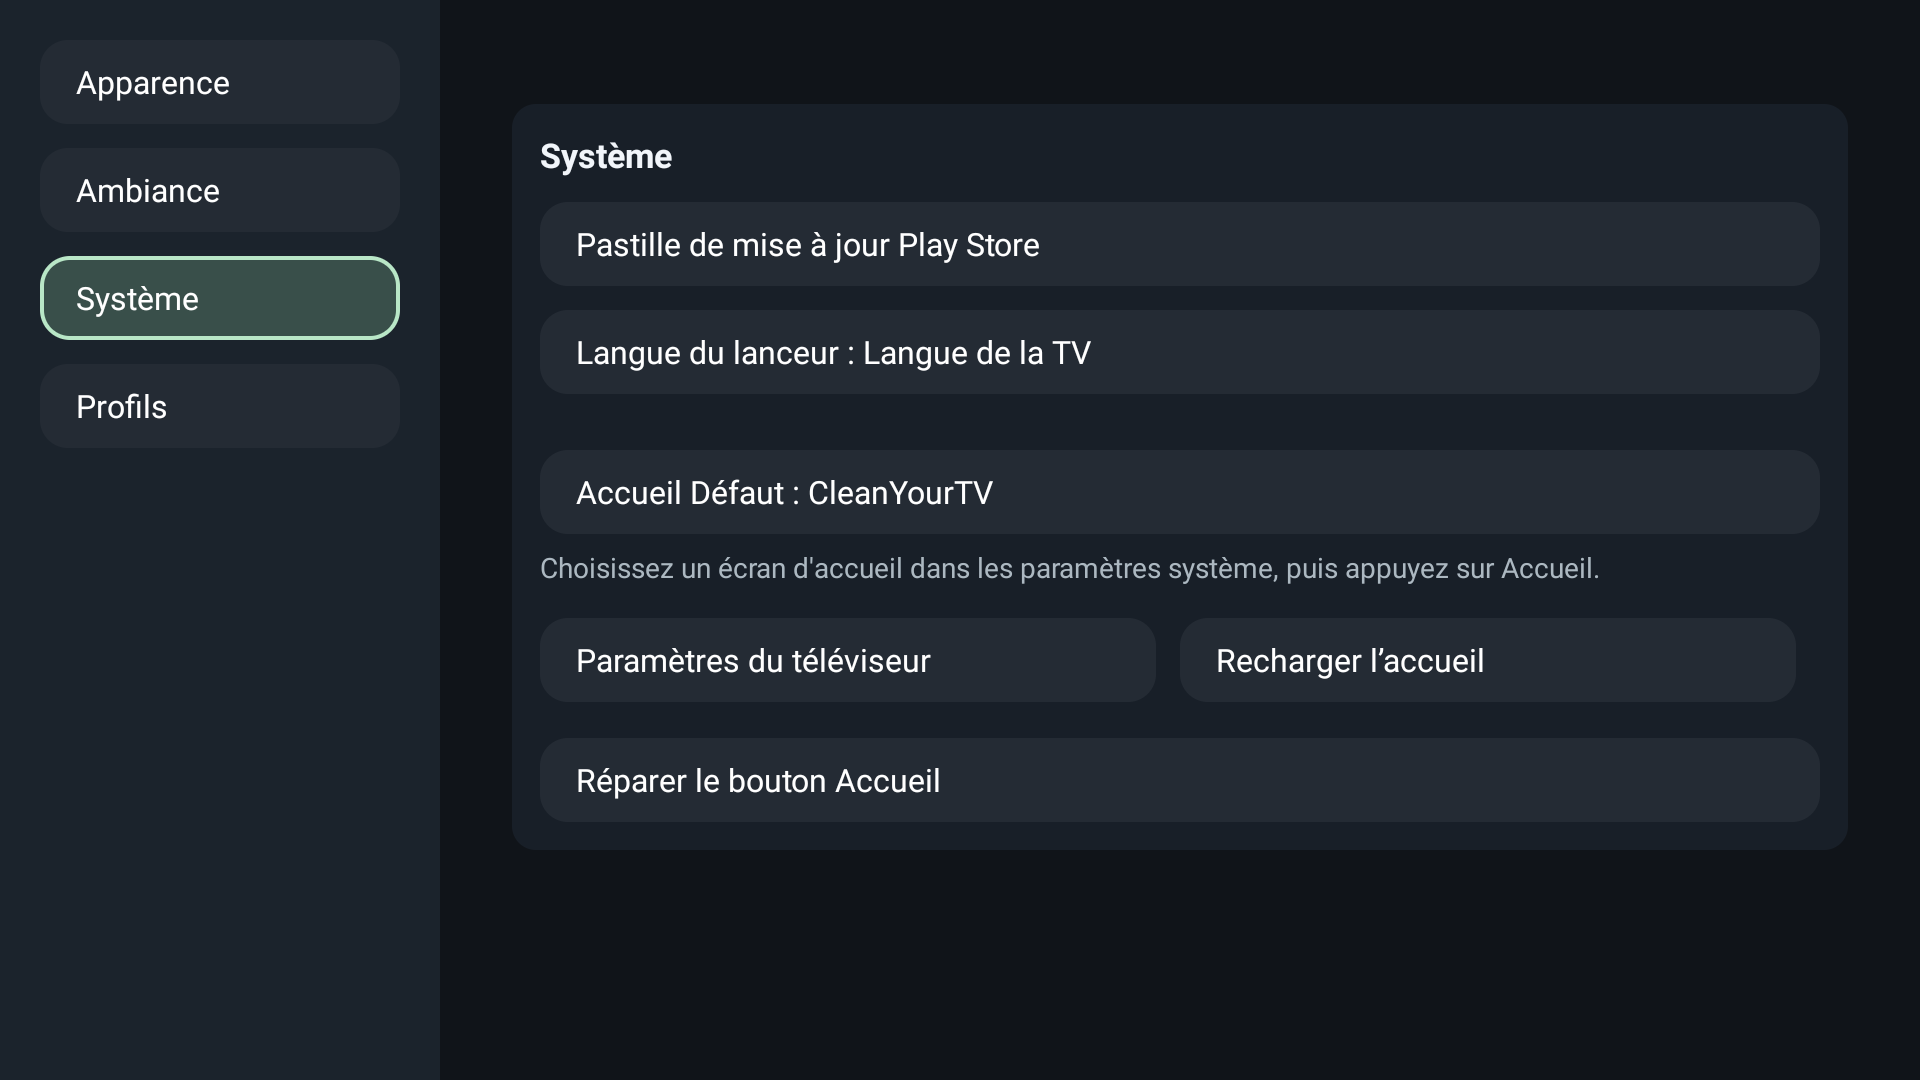 Apparence
Ambiance
Système
Profils
Système
Pastille de mise à jour Play Store
Langue du lanceur : Langue de la TV
Accueil Défaut : CleanYourTV
Choisissez un écran d'accueil dans les paramètres système, puis appuyez sur Accueil.
Paramètres du téléviseur
Recharger l’accueil
Réparer le bouton Accueil